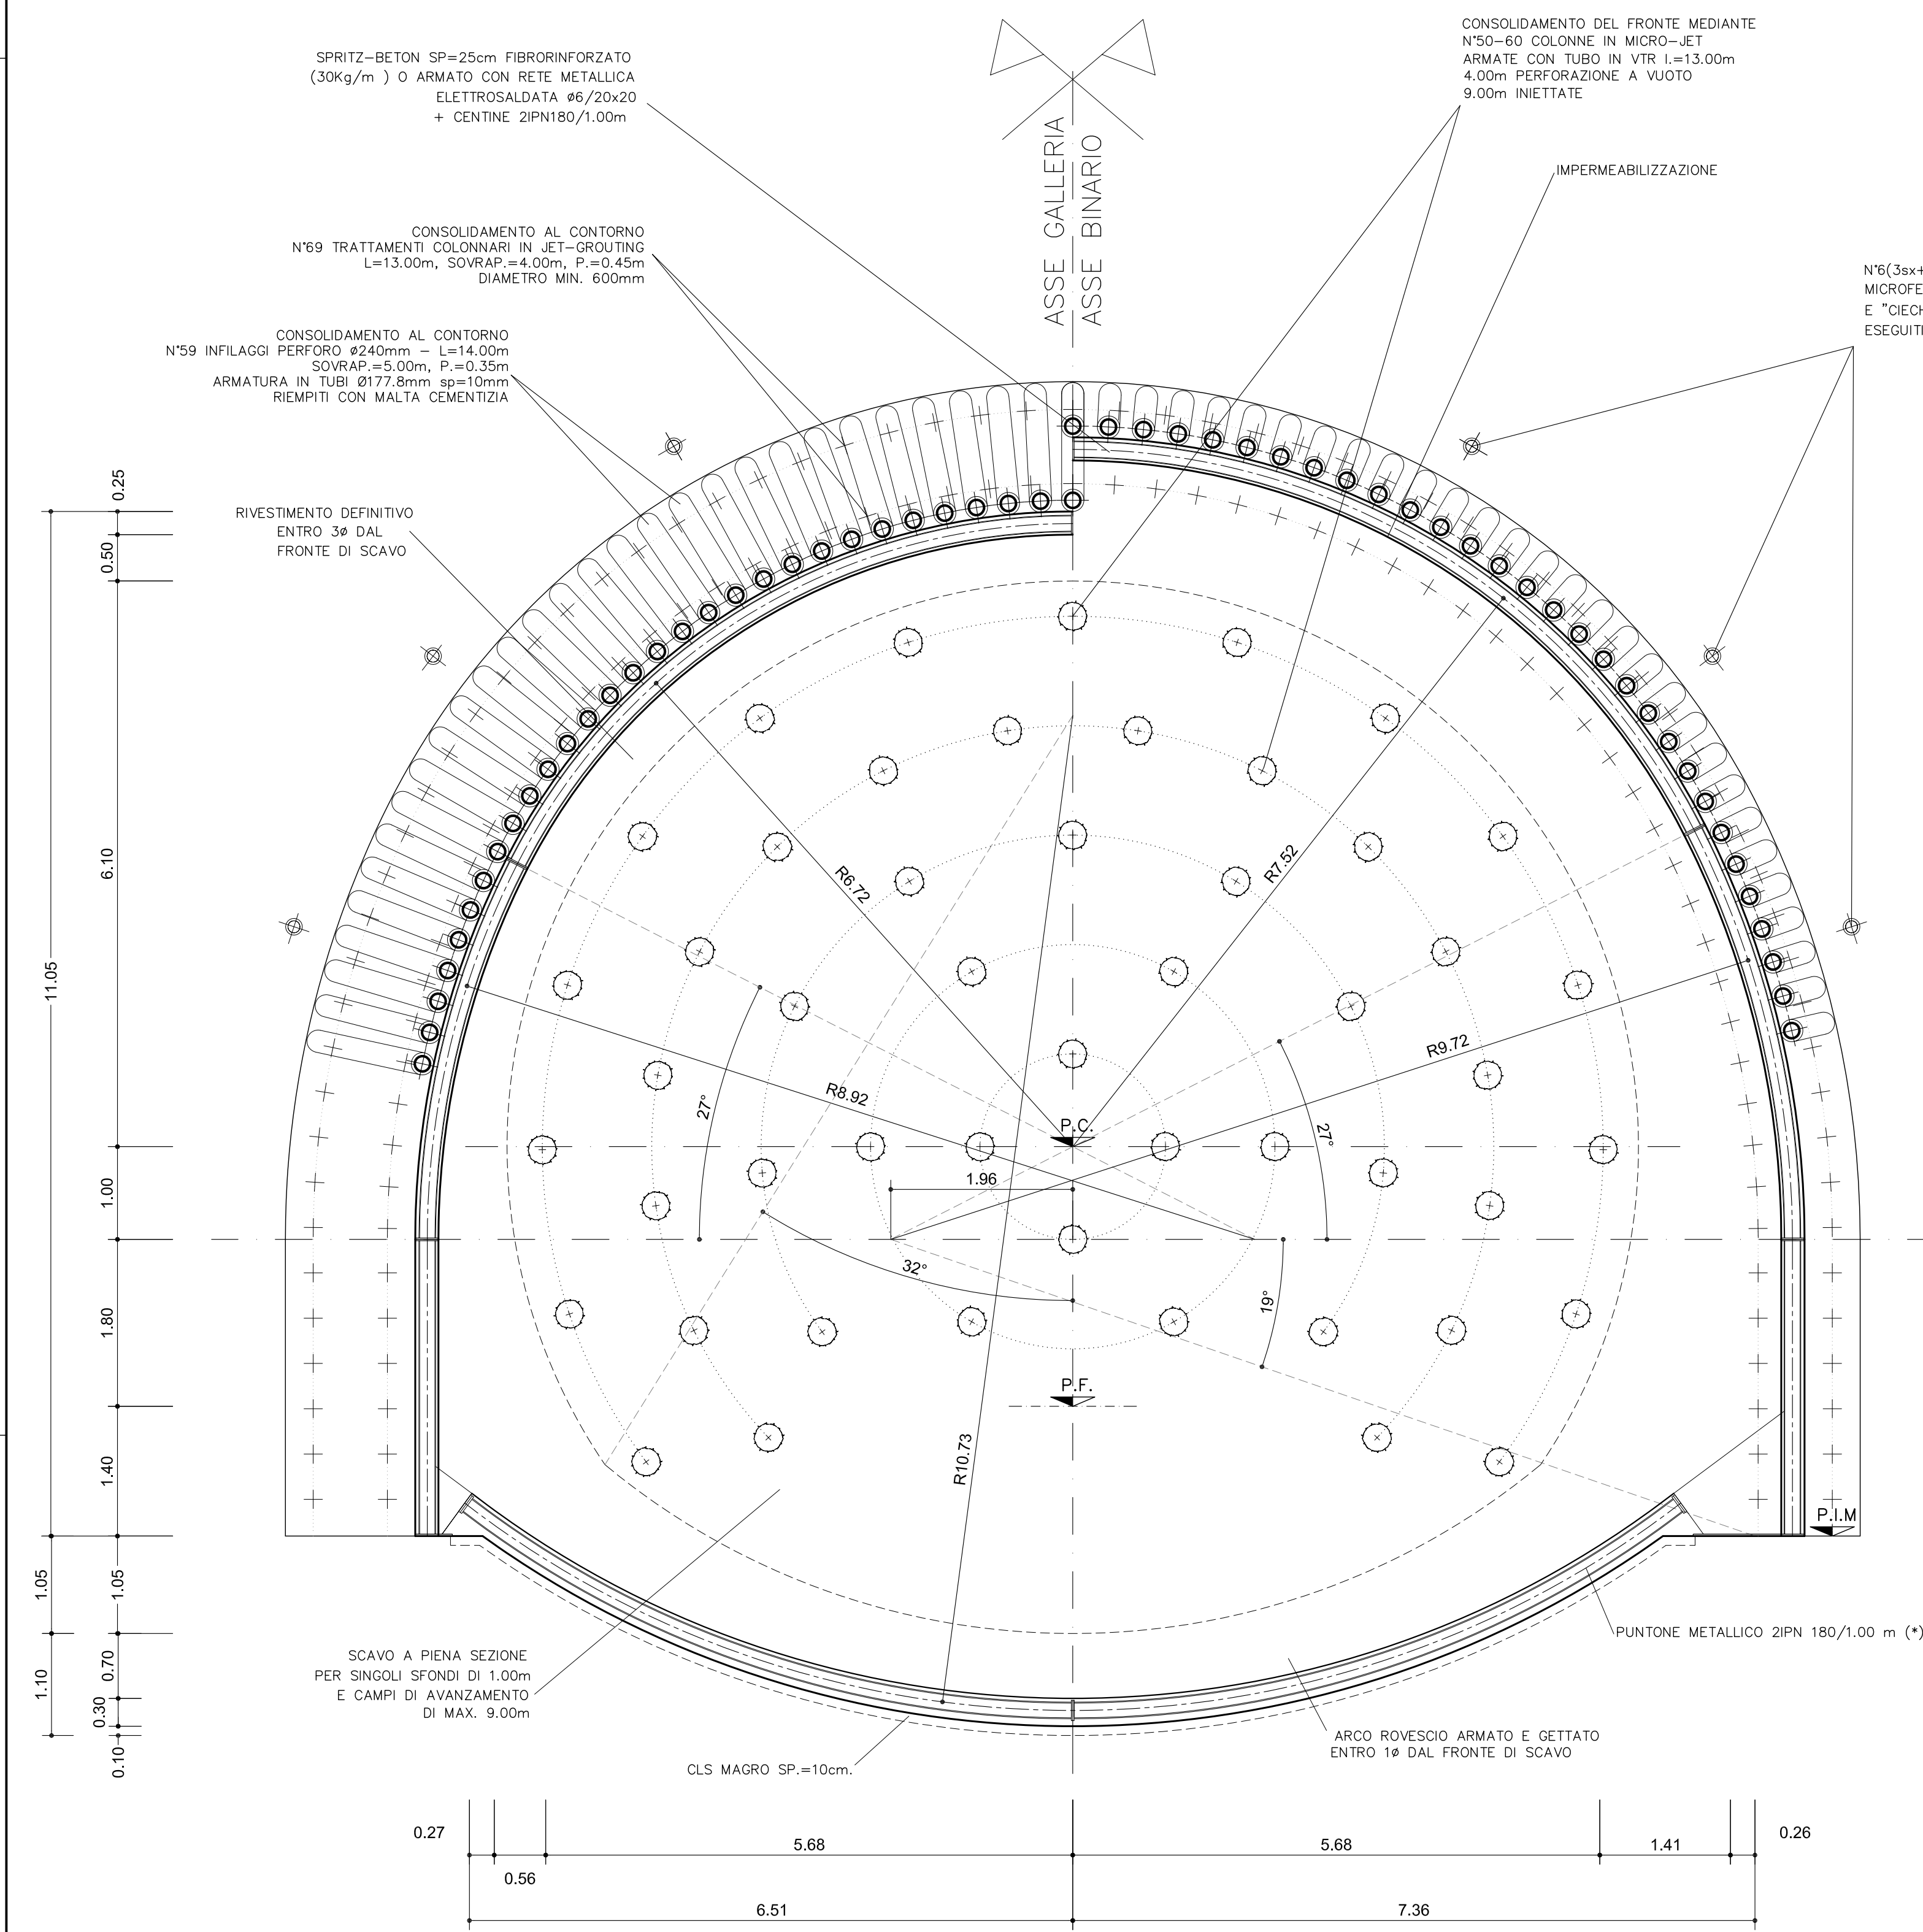 SPRITZ-BETON SP=25cm FIBRORINFORZATO
(30Kg/m ) O ARMATO CON RETE METALLICA
ELETTROSALDATA ø6/20x20
+ CENTINE 2IPN180/1.00m
CONSOLIDAMENTO DEL FRONTE MEDIANTE
N°50-60 COLONNE IN MICRO-JET
ARMATE CON TUBO IN VTR l.=13.00m
4.00m PERFORAZIONE A VUOTO
9.00m INIETTATE
ASSE GALLERIA
ASSE BINARIO
IMPERMEABILIZZAZIONE
CONSOLIDAMENTO AL CONTORNO
N°69 TRATTAMENTI COLONNARI IN JET-GROUTING
L=13.00m, SOVRAP.=4.00m, P.=0.45m
DIAMETRO MIN. 600mm
N°6(3sx+
MICROFE
E "CIECH
ESEGUITI
CONSOLIDAMENTO AL CONTORNO
N°59 INFILAGGI PERFORO ø240mm - L=14.00m
SOVRAP.=5.00m, P.=0.35m
ARMATURA IN TUBI Ø177.8mm sp=10mm
RIEMPITI CON MALTA CEMENTIZIA
RIVESTIMENTO DEFINITIVO
ENTRO 3ø DAL
FRONTE DI SCAVO
0.25
0.50
6.10
11.05
1.00
1.80
1.40
1.05
1.05
0.70
1.10
0.30
0.10
R6.72
R7.52
R8.92
R9.72
27°
27°
P.C.
1.96
32°
19°
P.F.
R10.73
P.I.M
PUNTONE METALLICO 2IPN 180/1.00 m (*)
SCAVO A PIENA SEZIONE
PER SINGOLI SFONDI DI 1.00m
E CAMPI DI AVANZAMENTO
DI MAX. 9.00m
ARCO ROVESCIO ARMATO E GETTATO
ENTRO 1ø DAL FRONTE DI SCAVO
CLS MAGRO SP.=10cm.
0.27
0.56
5.68
5.68
1.41
0.26
6.51
7.36